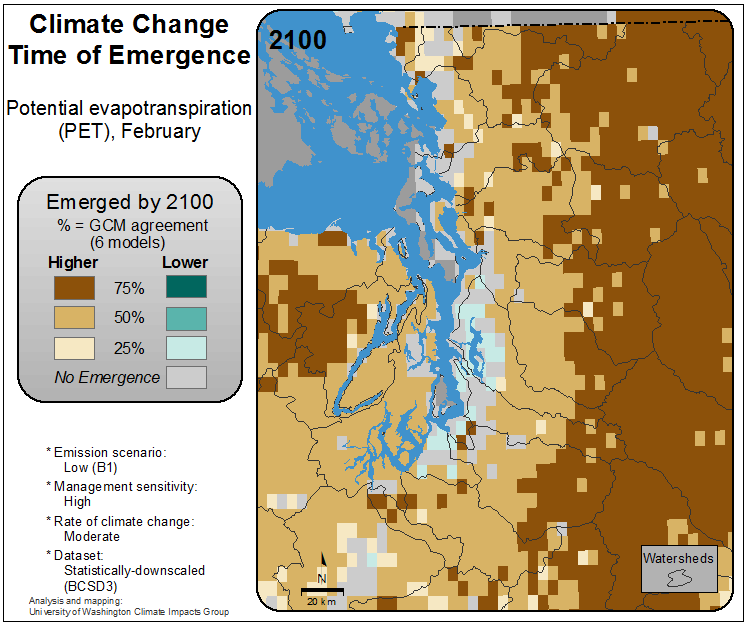 Climate Change
Time of Emergence
Potential evapotranspiration
(PET), February
Emerged by 2100
% = GCM agreement
(6 models)
Higher Lower
75%
50%
25%
No Emergence
* Emission scenario:
Low (B1)
* Management sensitivity:
High
* Rate of climate change:
Moderate
* Dataset:
Statistically-downscaled
(BCSD3)
Analysis and mapping:
University of Washington Climate Impacts Group
2100
N
20 km
Watersheds